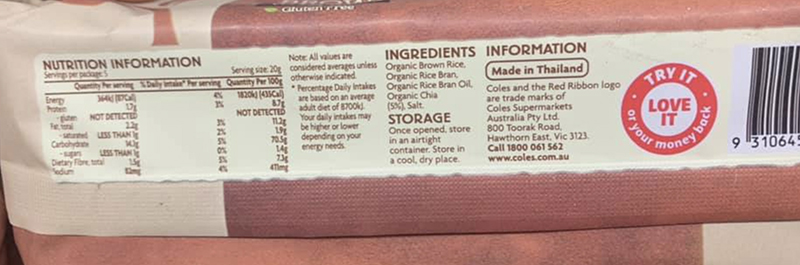 Gluten Free
NUTRITION INFORMATION
Servings per package: 5 Serving size: 20g
Quantity Per serving % Daily Intake* Per serving Quantity Per 100g
Energy 364kJ (87Cal) 4% 1820kJ (435Cal)
Protein 1.7g 3% 8.7g
- gluten NOT DETECTED NOT DETECTED
Fat, total 2.2g 3% 11.2g
- saturated LESS THAN 1g 2% 1.9g
Carbohydrate 14.1g 5% 70.5g
- sugars LESS THAN 1g 0% 1.4g
Dietary Fibre, total 1.5g 5% 7.3g
Sodium 82mg 4% 411mg
Note: All values are
considered averages unless
otherwise indicated.
* Percentage Daily Intakes
are based on an average
adult diet of 8700kJ.
Your daily intakes may
be higher or lower
depending on your
energy needs.
INGREDIENTS
Organic Brown Rice,
Organic Rice Bran,
Organic Rice Bran Oil,
Organic Chia
(5%), Salt.
STORAGE
Once opened, store
in an airtight
container. Store in
a cool, dry place.
INFORMATION
Made in Thailand
Coles and the Red Ribbon logo
are trade marks of
Coles Supermarkets
Australia Pty Ltd.
800 Toorak Road,
Hawthorn East, Vic 3123.
Call 1800 061 562
www.coles.com.au
TRY IT
LOVE
IT
or your money back
9 310645